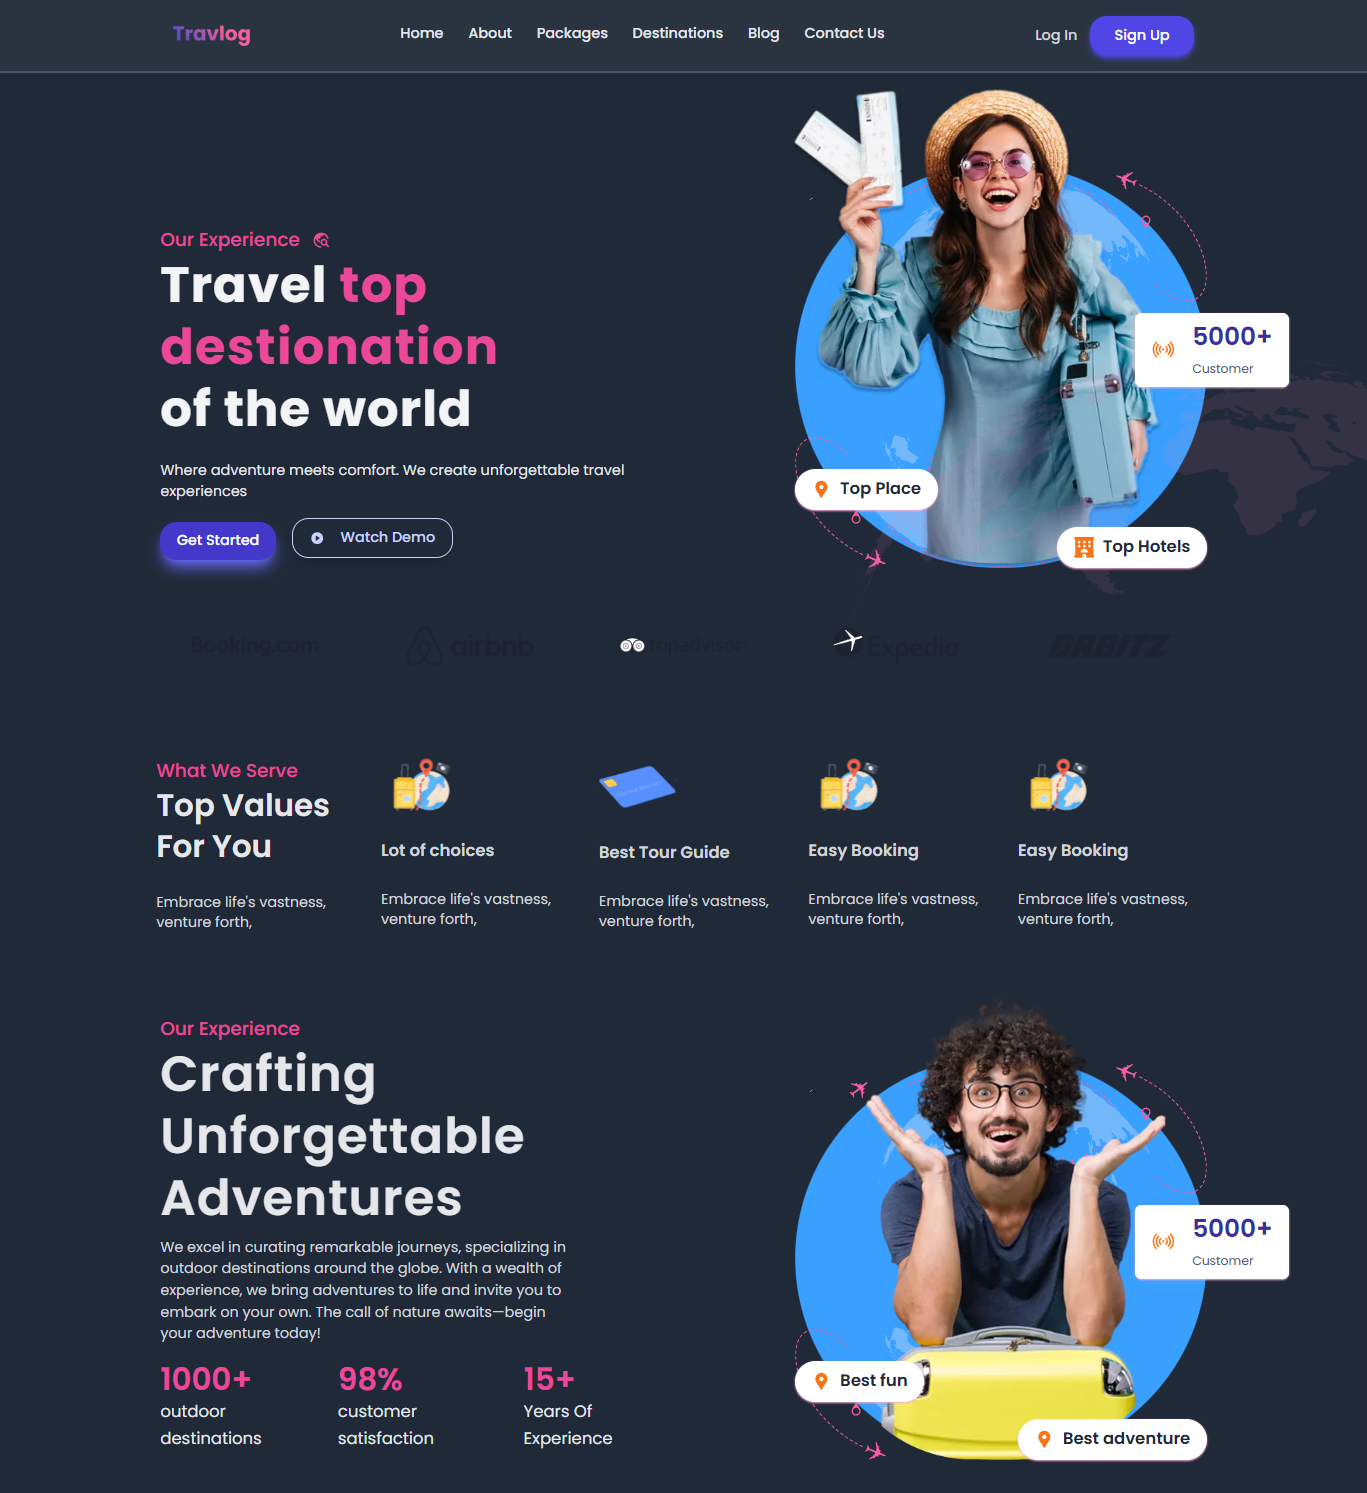 Travlog
Home
About
Packages
Destinations
Blog
Contact Us
Log In
Sign Up
Our Experience
Travel top
destionation
of the world
Where adventure meets comfort. We create unforgettable travel
experiences
Get Started
Watch Demo
5000+
Customer
Top Place
Top Hotels
Booking.com
airbnb
tripadvisor
Expedia
ORBITZ
What We Serve
Top Values
For You
Embrace life's vastness,
venture forth,
Lot of choices
Embrace life's vastness,
venture forth,
Best Tour Guide
Embrace life's vastness,
venture forth,
Easy Booking
Embrace life's vastness,
venture forth,
Easy Booking
Embrace life's vastness,
venture forth,
Our Experience
Crafting
Unforgettable
Adventures
We excel in curating remarkable journeys, specializing in
outdoor destinations around the globe. With a wealth of
experience, we bring adventures to life and invite you to
embark on your own. The call of nature awaits—begin
your adventure today!
1000+
outdoor
destinations
98%
customer
satisfaction
15+
Years Of
Experience
5000+
Customer
Best fun
Best adventure